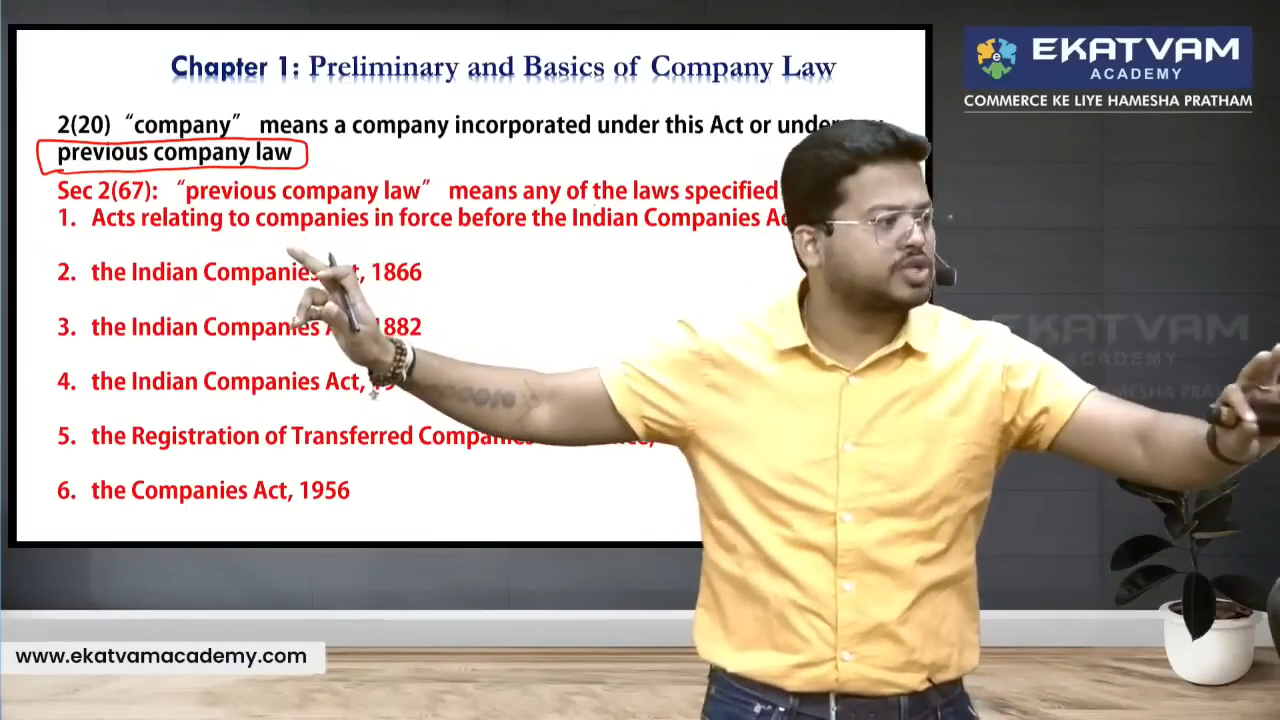 Chapter 1: Preliminary and Basics of Company Law
2(20) “company” means a company incorporated under this Act or under
previous company law
Sec 2(67): “previous company law” means any of the laws specified
1. Acts relating to companies in force before the Indian Companies
2. the Indian Companies Act, 1866
3. the Indian Companies 1882
4. the Indian Companies Act,
5. the Registration of Transferred
6. the Companies Act, 1956
EKATVAM
ACADEMY
COMMERCE KE LIYE HAMESHA PRATHAM
EKATVAM
ACADEMY
www.ekatvamacademy.com